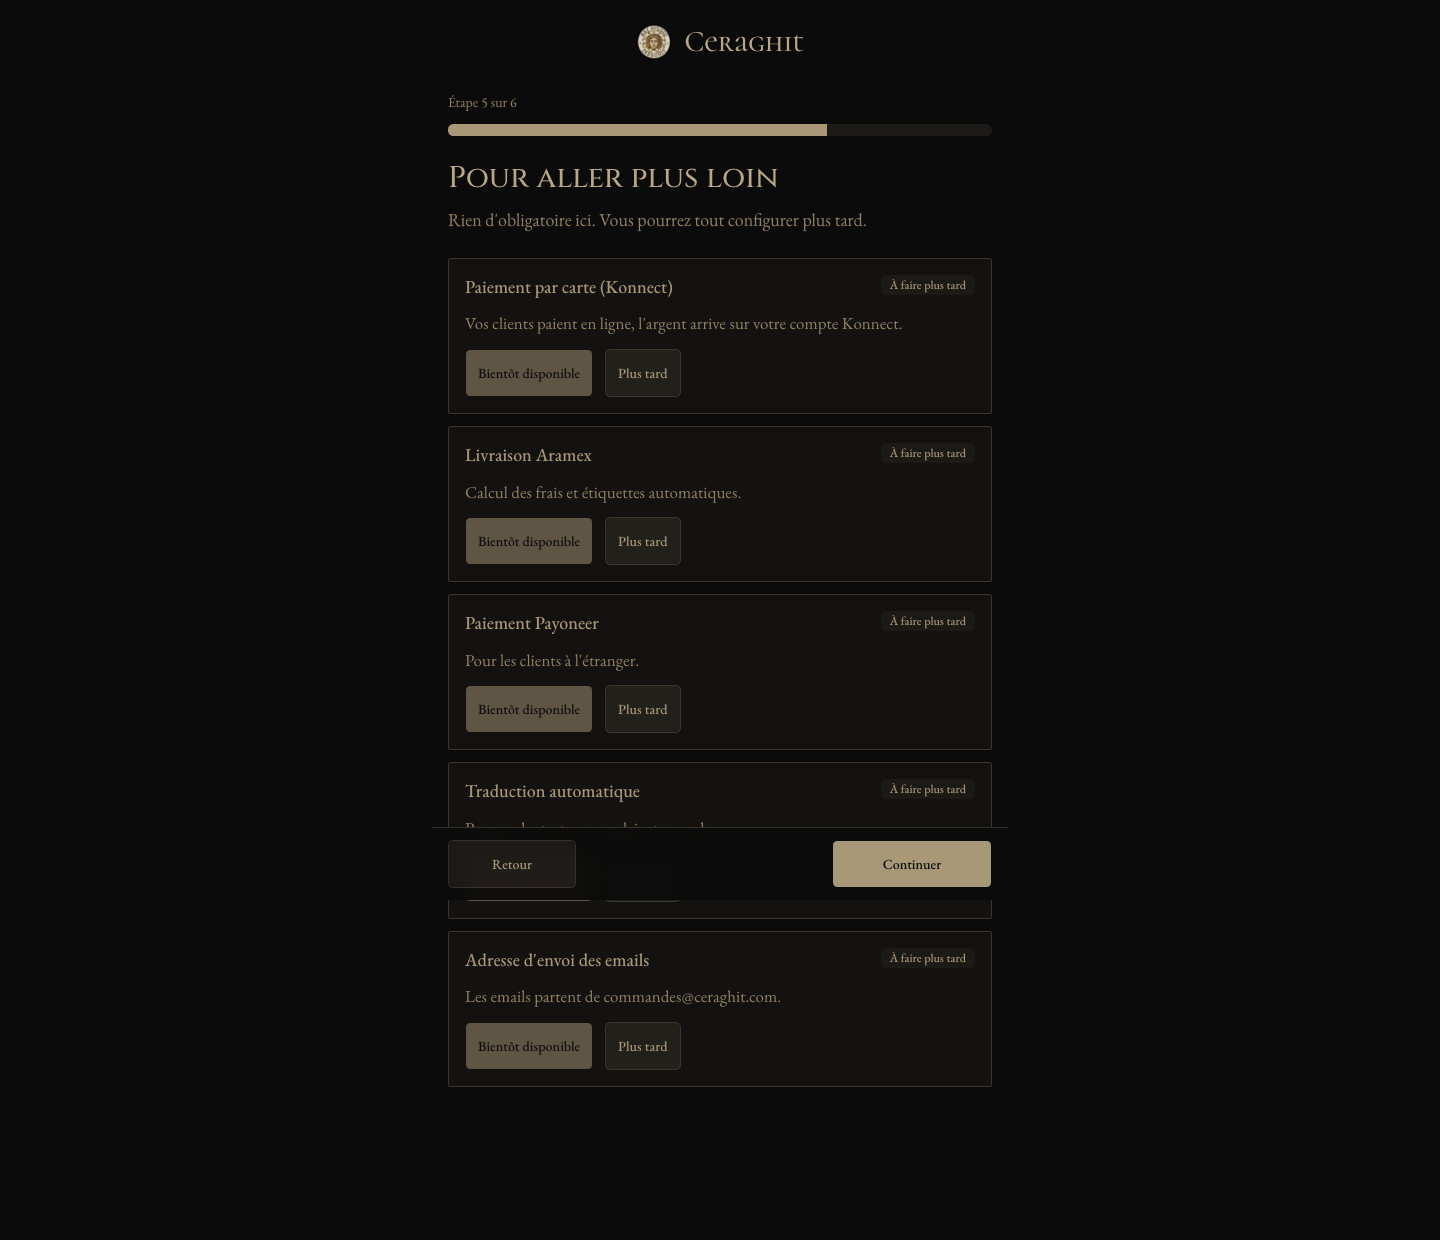 Ceraghit
Étape 5 sur 6
Pour aller plus loin
Rien d'obligatoire ici. Vous pourrez tout configurer plus tard.
Paiement par carte (Konnect)
À faire plus tard
Vos clients paient en ligne, l'argent arrive sur votre compte Konnect.
Bientôt disponible
Plus tard
Livraison Aramex
À faire plus tard
Calcul des frais et étiquettes automatiques.
Bientôt disponible
Plus tard
Paiement Payoneer
À faire plus tard
Pour les clients à l'étranger.
Bientôt disponible
Plus tard
Traduction automatique
À faire plus tard
Retour
Continuer
Adresse d'envoi des emails
À faire plus tard
Les emails partent de commandes@ceraghit.com.
Bientôt disponible
Plus tard